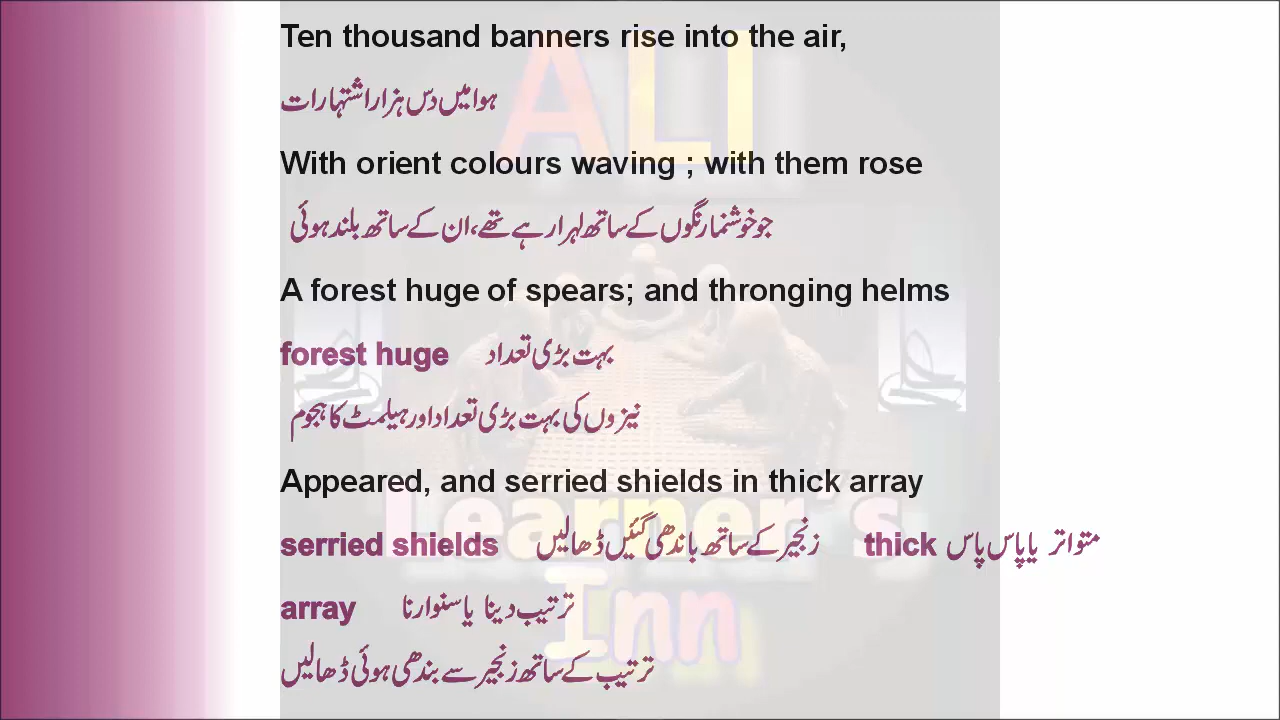 Ten thousand banners rise into the air,
ہوا میں دس ہزار اشتہارات
With orient colours waving ; with them rose
جو خوشنما رنگوں کے ساتھ لہرا رہے تھے، ان کے ساتھ بلند ہوئی
A forest huge of spears; and thronging helms
forest huge بہت بڑی تعداد
نیزوں کی بہت بڑی تعداد اور ہیلمٹ کا ہجوم
Appeared, and serried shields in thick array
serried shields زنجیر کے ساتھ باندھی گئیں ڈھالیں thick متواتر یا پاس پاس
array ترتیب دینا یا سنوارنا
ترتیب کے ساتھ زنجیر سے بندھی ہوئی ڈھالیں
ALI
Learner's
Inn